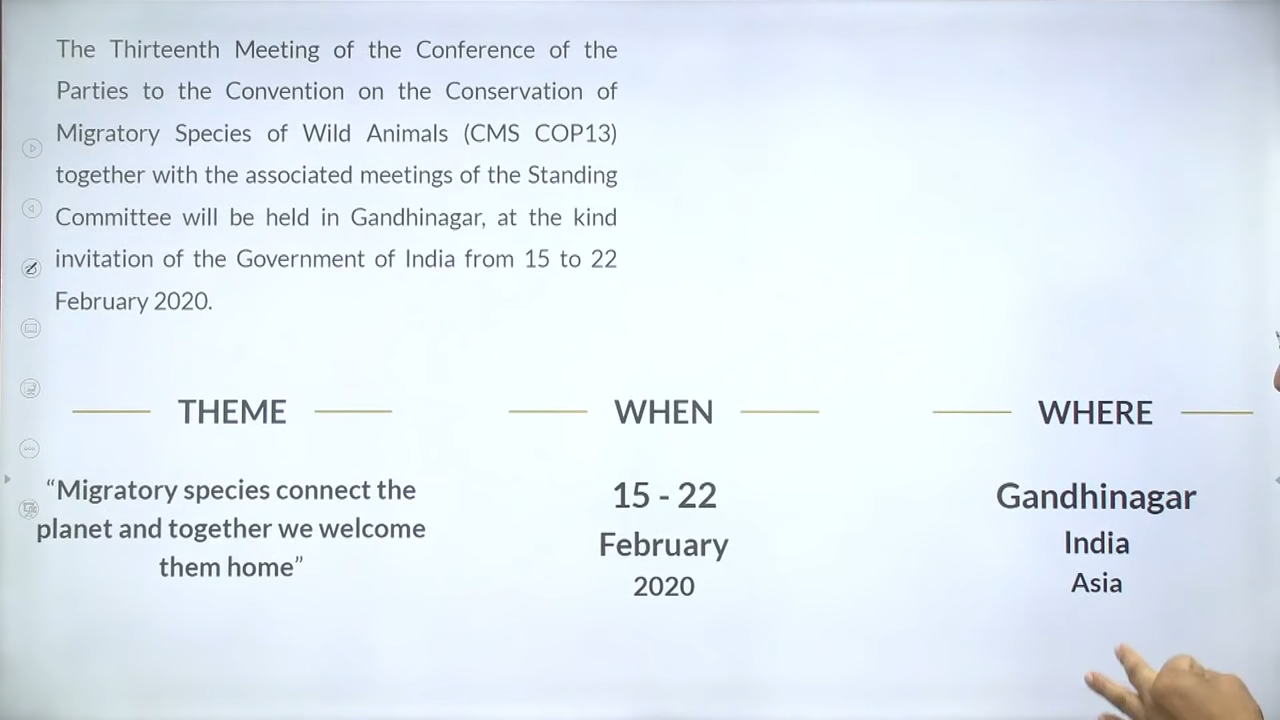 The Thirteenth Meeting of the Conference of the
Parties to the Convention on the Conservation of
Migratory Species of Wild Animals (CMS COP13)
together with the associated meetings of the Standing
Committee will be held in Gandhinagar, at the kind
invitation of the Government of India from 15 to 22
February 2020.
THEME
“Migratory species connect the
planet and together we welcome
them home”
WHEN
15 - 22
February
2020
WHERE
Gandhinagar
India
Asia